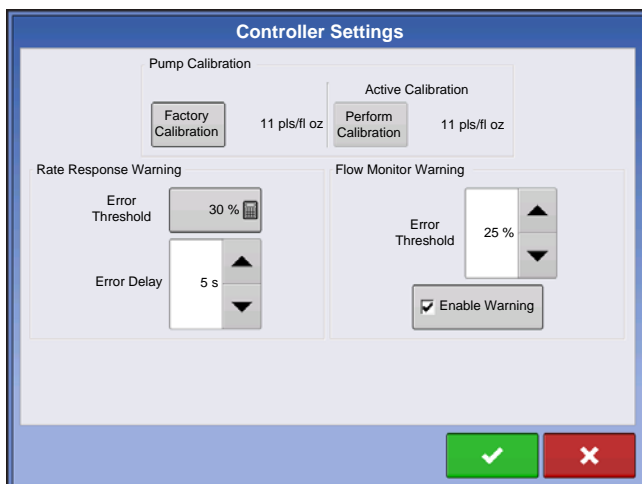 Controller Settings
Pump Calibration
Active Calibration
Factory
Calibration
11 pls/fl oz
Perform
Calibration
11 pls/fl oz
Rate Response Warning
Error
Threshold
30 %
Error Delay
5 s
Flow Monitor Warning
Error
Threshold
25 %
Enable Warning